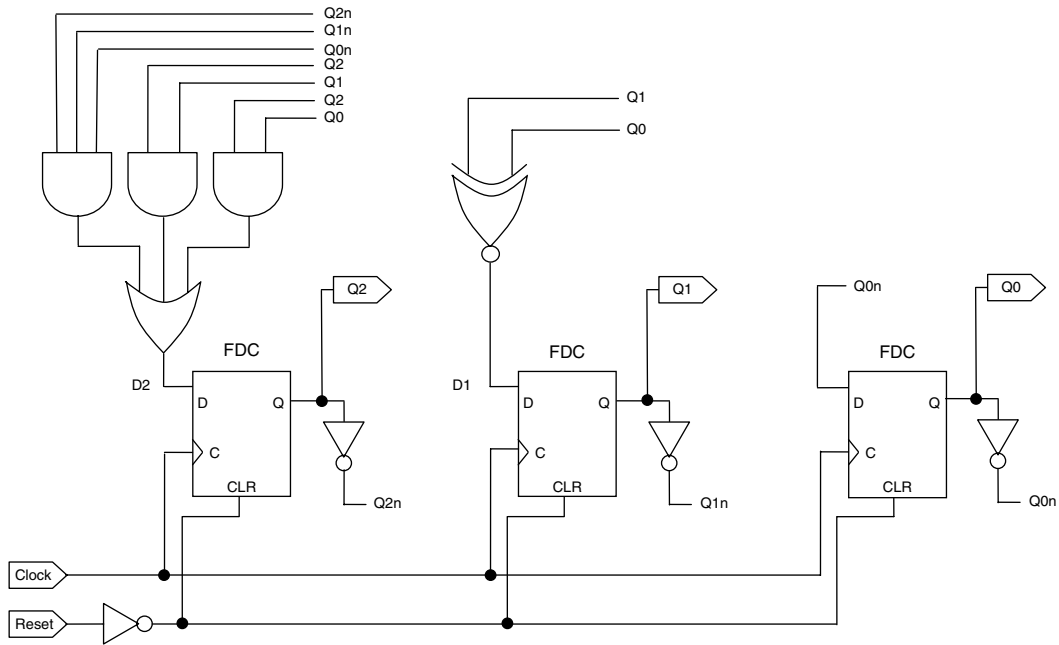 Q2n
Q1n
Q0n
Q2
Q1
Q2
Q0
Q1
Q0
Q2
Q1
Q0n
Q0
FDC
FDC
FDC
D2
D1
D
Q
D
Q
D
Q
C
C
C
CLR
CLR
CLR
Q2n
Q1n
Q0n
Clock
Reset